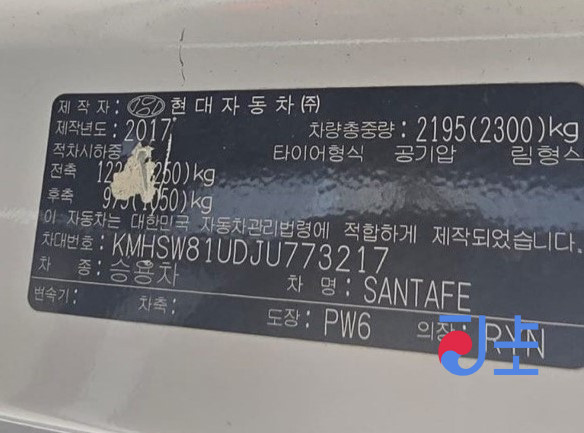 제 작 자 : 현대자동차㈜
제작년도 : 2017 차량총중량 : 2195(2300)kg
적차시하중 타이어형식 공기압 림형식
전축 kg
후축 kg
이 자동차는 대한민국 자동차관리법령에 적합하게 제작되었습니다.
차대번호 : KMHSW81UDJU773217
차 종 : 승용차 차 명 : SANTAFE
변속기 : 차축 : 도장 : PW6 의장 : RYN